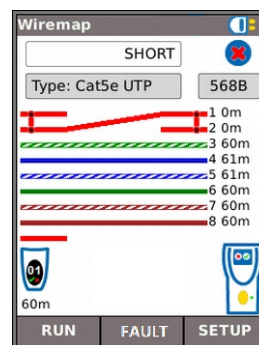 Wiremap
SHORT
Type: Cat5e UTP
568B
1 0m
2 0m
3 60m
4 61m
5 61m
6 60m
7 60m
8 60m
01
60m
RUN FAULT SETUP